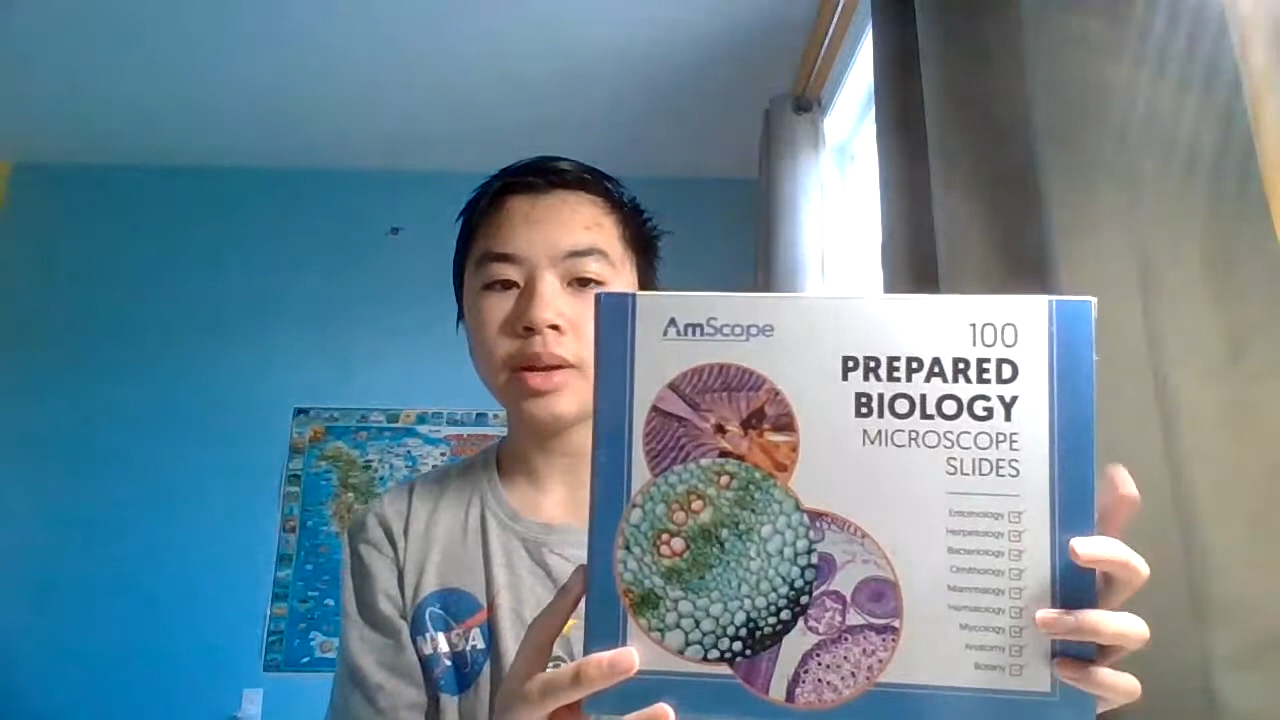 AmScope
100
PREPARED
BIOLOGY
MICROSCOPE
SLIDES
Entomology
Herpetology
Bacteriology
Ornithology
Mammalogy
Hematology
Mycology
Anatomy
Botany
NASA